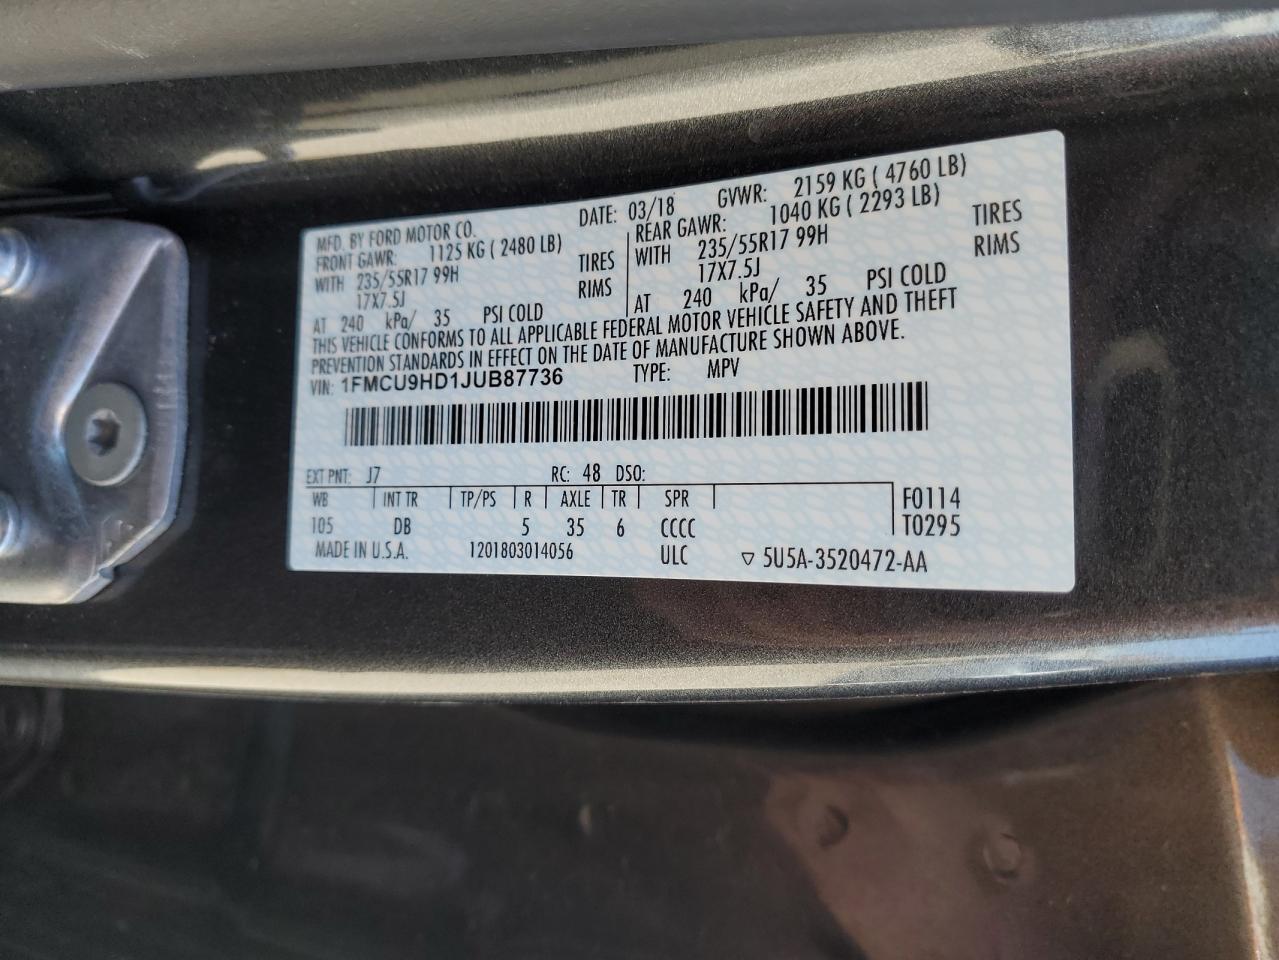 MFD. BY FORD MOTOR CO. DATE: 03/18 GVWR: 2159 KG ( 4760 LB)
FRONT GAWR: 1125 KG ( 2480 LB) REAR GAWR: 1040 KG ( 2293 LB)
WITH 235/55R17 99H TIRES WITH 235/55R17 99H TIRES
17X7.5J RIMS 17X7.5J RIMS
AT 240 kPa/ 35 PSI COLD AT 240 kPa/ 35 PSI COLD
THIS VEHICLE CONFORMS TO ALL APPLICABLE FEDERAL MOTOR VEHICLE SAFETY AND THEFT
PREVENTION STANDARDS IN EFFECT ON THE DATE OF MANUFACTURE SHOWN ABOVE.
VIN: 1FMCU9HD1JUB87736 TYPE: MPV
EXT PNT: J7 RC: 48 DSO:
WB INT TR TP/PS R AXLE TR SPR F0114
105 DB 5 35 6 CCCC T0295
MADE IN U.S.A. 1201803014056 ULC ▽ 5U5A-3520472-AA